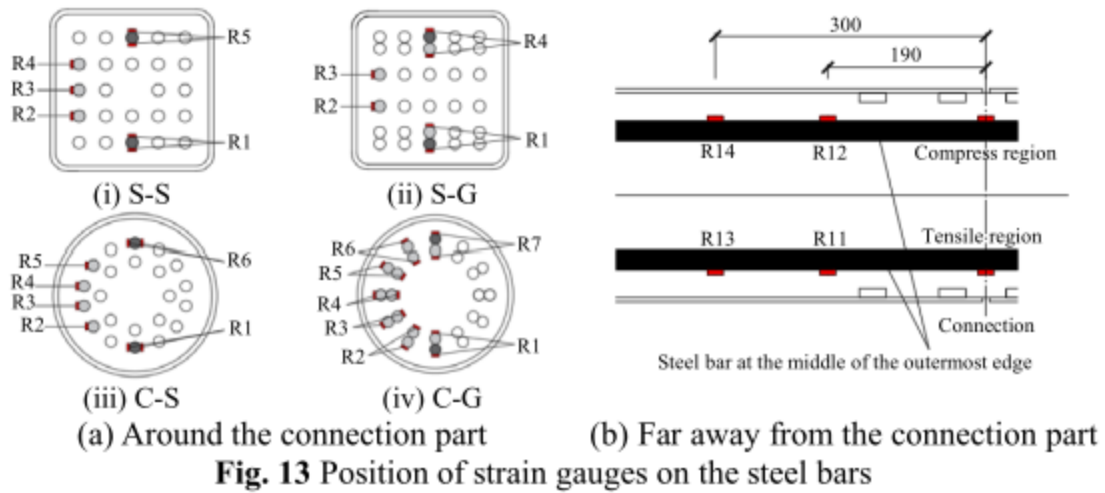 R5
R4
R3
R2
R1
(i) S-S
R4
R3
R2
R1
(ii) S-G
R5
R4
R3
R2
R6
R1
(iii) C-S
R6
R5
R4
R3
R2
R7
R1
(iv) C-G
(a) Around the connection part
300
190
R14
R12
Compress region
R13
R11
Tensile region
Connection
Steel bar at the middle of the outermost edge
(b) Far away from the connection part
Fig. 13 Position of strain gauges on the steel bars